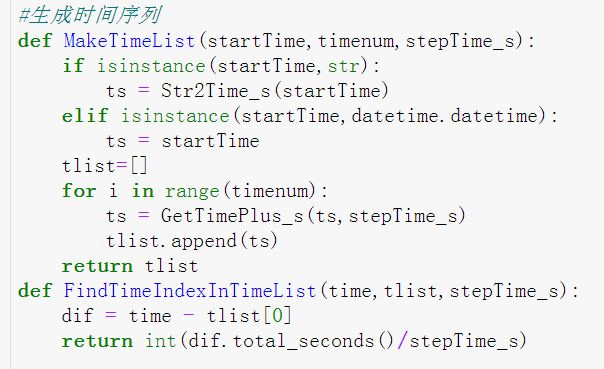 #生成时间序列
def MakeTimeList(startTime,timenum,stepTime_s):
    if isinstance(startTime,str):
        ts = Str2Time_s(startTime)
    elif isinstance(startTime,datetime.datetime):
        ts = startTime
    tlist=[]
    for i in range(timenum):
        ts = GetTimePlus_s(ts,stepTime_s)
        tlist.append(ts)
    return tlist
def FindTimeIndexInTimeList(time,tlist,stepTime_s):
    dif = time - tlist[0]
    return int(dif.total_seconds()/stepTime_s)